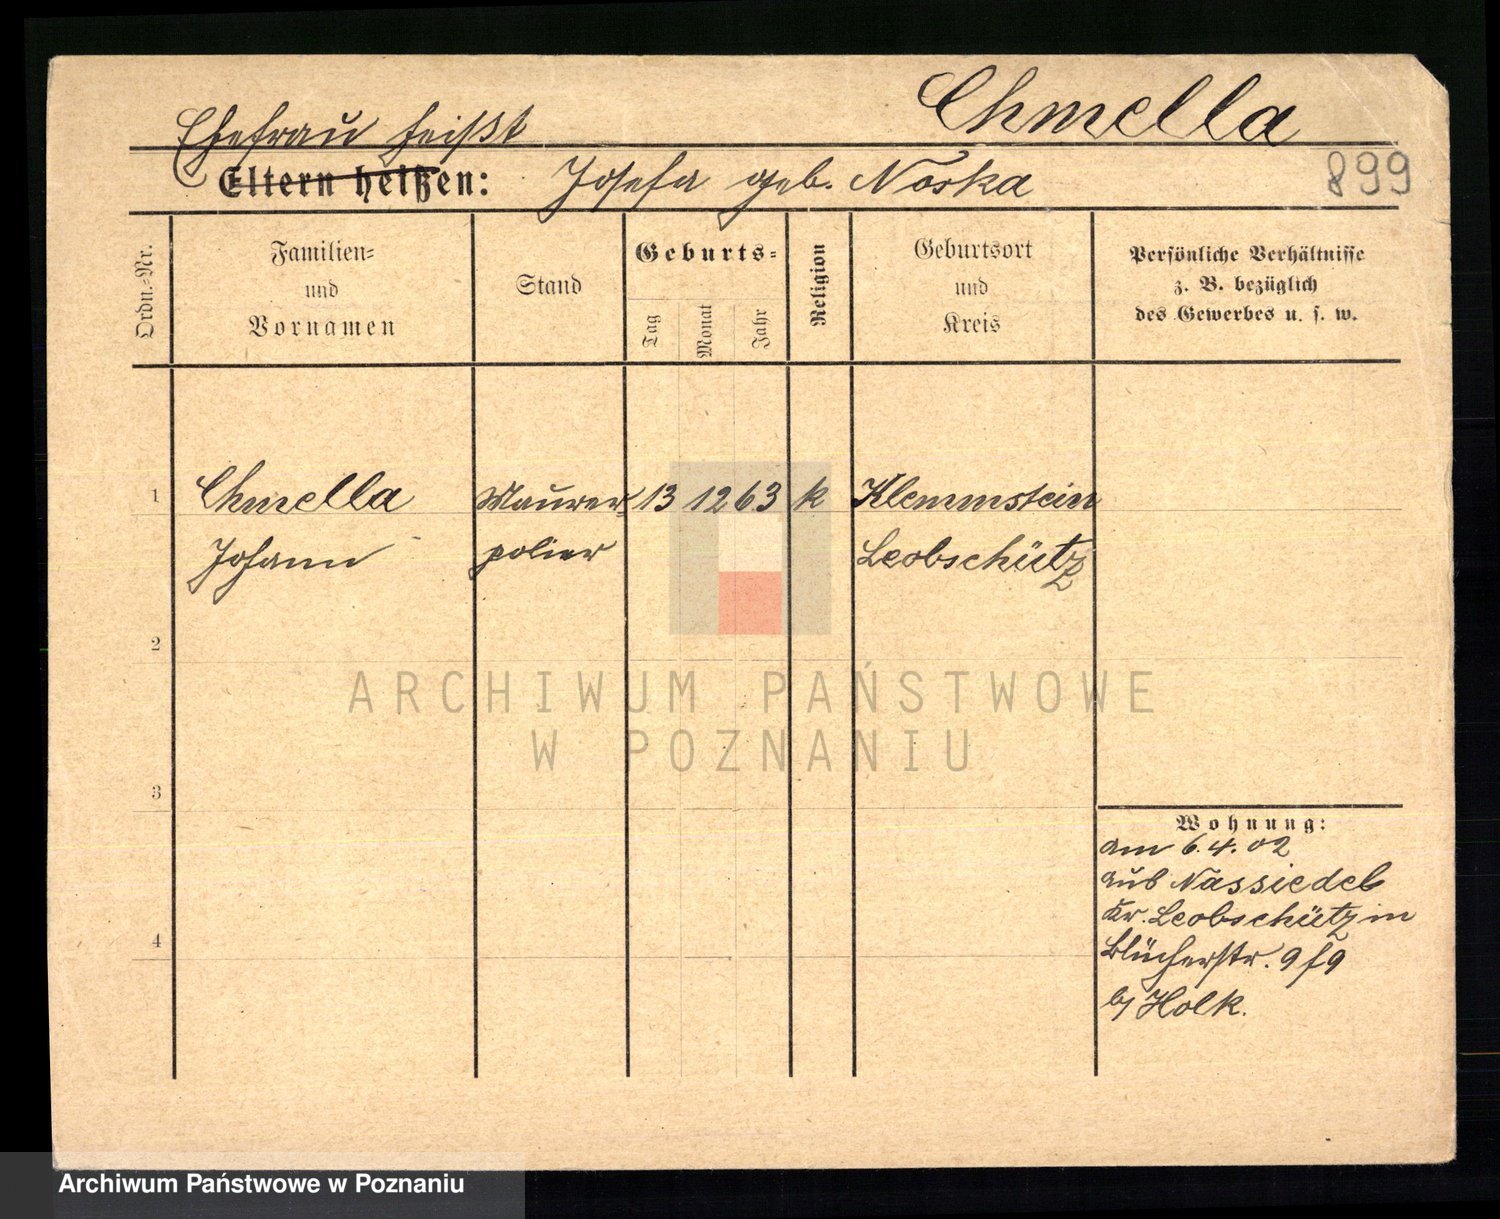 Chmella
Ehefrau heißt
Eltern heißen: Josefa geb. Noska
899
Ordn.-Nr.
Familien-
und
Vornamen
Stand
Geburts-
Tag
Monat
Jahr
Religion
Geburtsort
und
Kreis
Persönliche Verhältnisse
z. B. bezüglich
des Gewerbes u. s. w.
1 Chmella Maurer- 13 12 63 k Klemmstein
Johann polier Leobschütz
2
ARCHIWUM PAŃSTWOWE
W POZNANIU
3
Wohnung:
am 6.4.02
aus Nassiedel
Kr. Leobschütz in
4
Blücherstr. 9f9
b/ Holk.
Archiwum Państwowe w Poznaniu